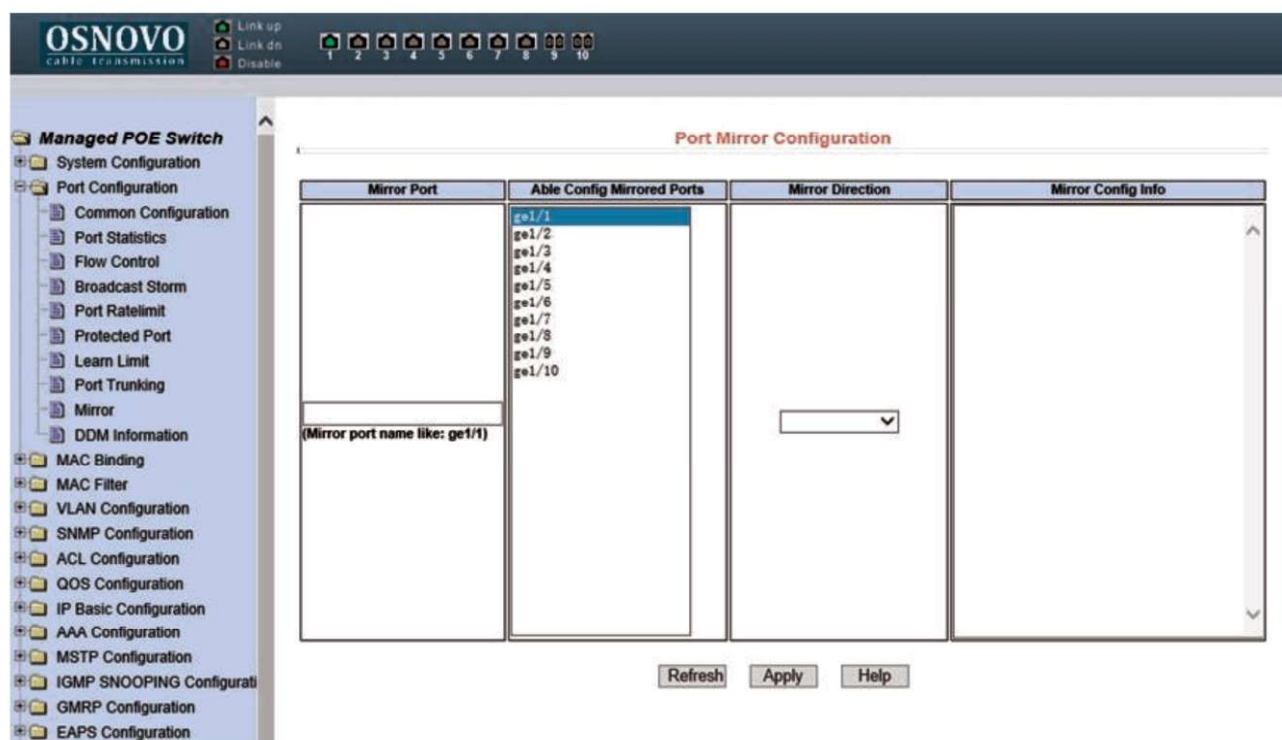 OSNOVO
cable transmission
Link up
Link dn
Disable
1 2 3 4 5 6 7 8 9 10
Managed POE Switch
System Configuration
Port Configuration
Common Configuration
Port Statistics
Flow Control
Broadcast Storm
Port Ratelimit
Protected Port
Learn Limit
Port Trunking
Mirror
DDM Information
MAC Binding
MAC Filter
VLAN Configuration
SNMP Configuration
ACL Configuration
QOS Configuration
IP Basic Configuration
AAA Configuration
MSTP Configuration
IGMP SNOOPING Configurati
GMRP Configuration
EAPS Configuration
Port Mirror Configuration
Mirror Port
Able Config Mirrored Ports
Mirror Direction
Mirror Config Info
(Mirror port name like: ge1/1)
ge1/1
ge1/2
ge1/3
ge1/4
ge1/5
ge1/6
ge1/7
ge1/8
ge1/9
ge1/10
Refresh
Apply
Help